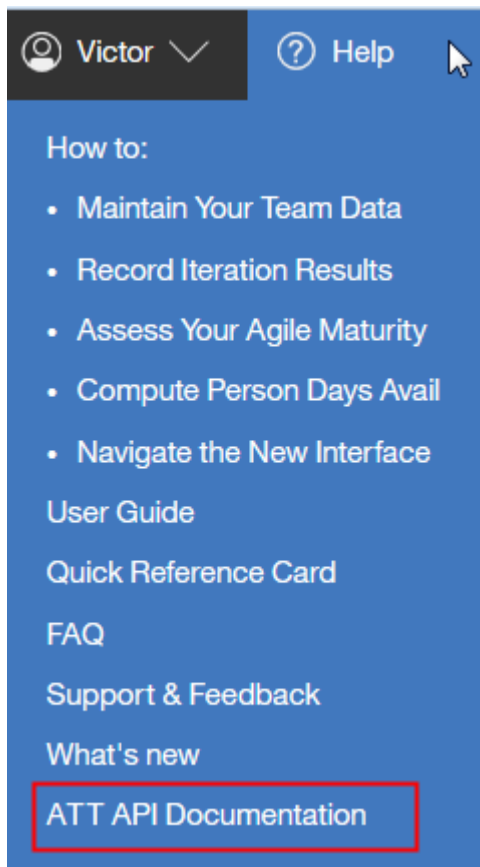 Victor
Help
How to:
• Maintain Your Team Data
• Record Iteration Results
• Assess Your Agile Maturity
• Compute Person Days Avail
• Navigate the New Interface
User Guide
Quick Reference Card
FAQ
Support & Feedback
What's new
ATT API Documentation